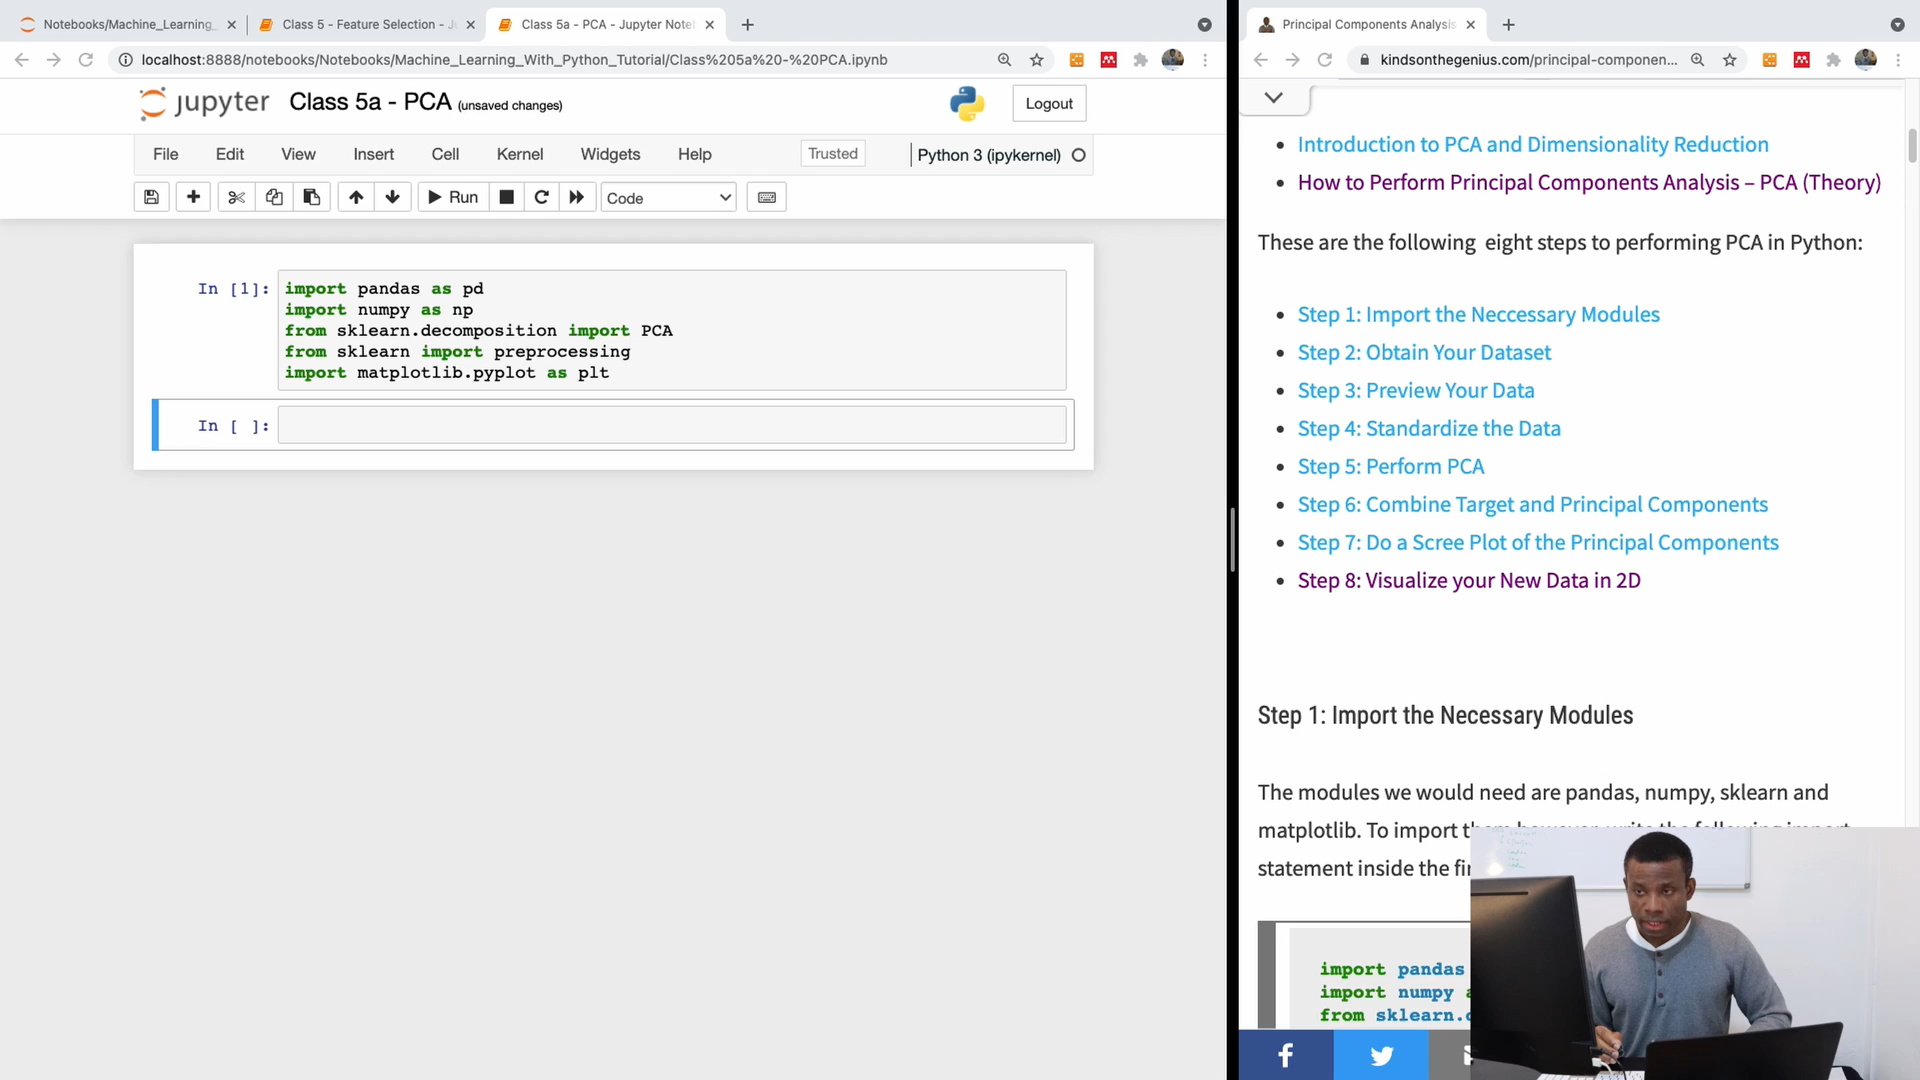 Notebooks/Machine_Learning_
Class 5 - Feature Selection - J
Class 5a - PCA - Jupyter Note
localhost:8888/notebooks/Notebooks/Machine_Learning_With_Python_Tutorial/Class%205a%20-%20PCA.ipynb
jupyter Class 5a - PCA (unsaved changes)
Logout
File Edit View Insert Cell Kernel Widgets Help
Trusted
Python 3 (ipykernel)
Run
Code
In [1]:
import pandas as pd
import numpy as np
from sklearn.decomposition import PCA
from sklearn import preprocessing
import matplotlib.pyplot as plt
In [ ]:
Principal Components Analysis
kindsonthegenius.com/principal-componen...
Introduction to PCA and Dimensionality Reduction
How to Perform Principal Components Analysis – PCA (Theory)
These are the following eight steps to performing PCA in Python:
Step 1: Import the Neccessary Modules
Step 2: Obtain Your Dataset
Step 3: Preview Your Data
Step 4: Standardize the Data
Step 5: Perform PCA
Step 6: Combine Target and Principal Components
Step 7: Do a Scree Plot of the Principal Components
Step 8: Visualize your New Data in 2D
Step 1: Import the Necessary Modules
The modules we would need are pandas, numpy, sklearn and
matplotlib. To import
statement inside the
import pandas
import numpy
from sklearn.